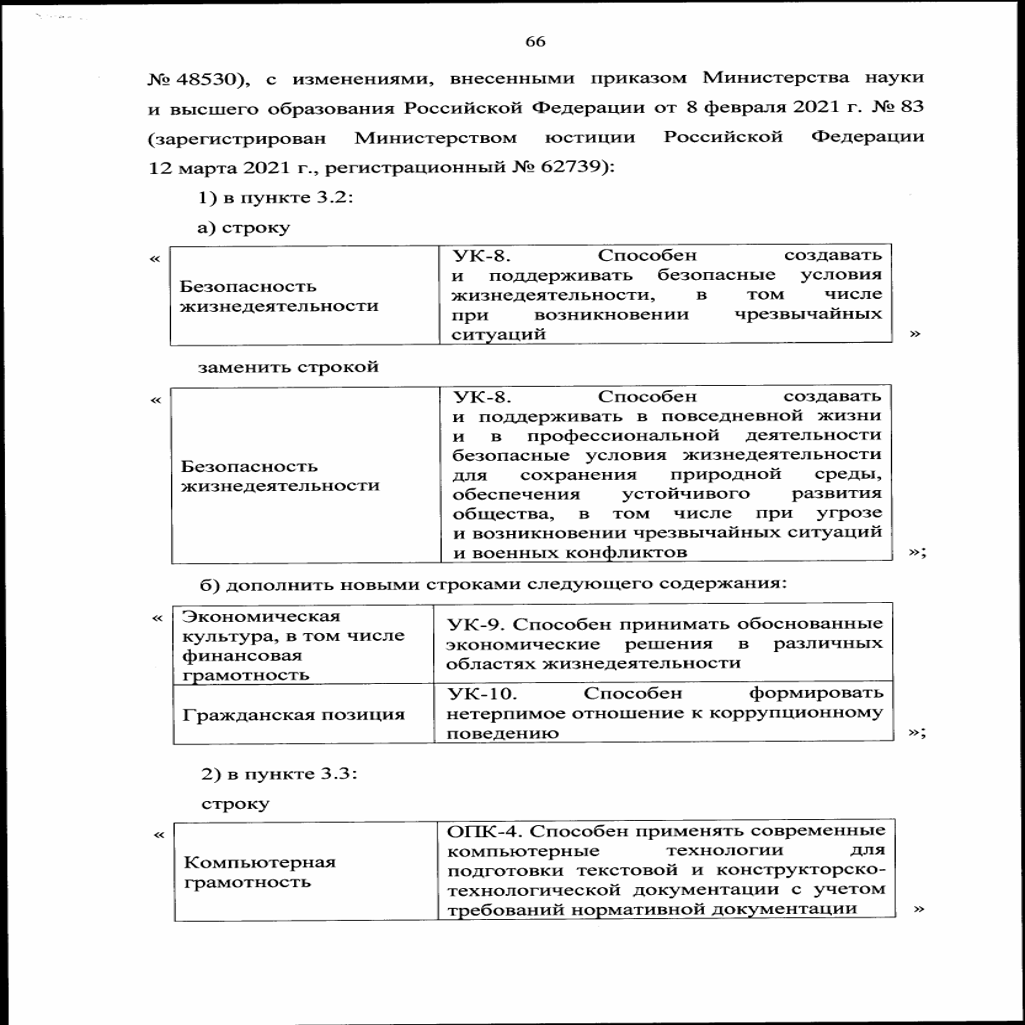 66
№ 48530), с изменениями, внесенными приказом Министерства науки
и высшего образования Российской Федерации от 8 февраля 2021 г. № 83
(зарегистрирован Министерством юстиции Российской Федерации
12 марта 2021 г., регистрационный № 62739):
1) в пункте 3.2:
а) строку
«
Безопасность
жизнедеятельности
УК-8. Способен создавать
и поддерживать безопасные условия
жизнедеятельности, в том числе
при возникновении чрезвычайных
ситуаций
»
заменить строкой
«
Безопасность
жизнедеятельности
УК-8. Способен создавать
и поддерживать в повседневной жизни
и в профессиональной деятельности
безопасные условия жизнедеятельности
для сохранения природной среды,
обеспечения устойчивого развития
общества, в том числе при угрозе
и возникновении чрезвычайных ситуаций
и военных конфликтов
»;
б) дополнить новыми строками следующего содержания:
«
Экономическая
культура, в том числе
финансовая
грамотность
УК-9. Способен принимать обоснованные
экономические решения в различных
областях жизнедеятельности
Гражданская позиция
УК-10. Способен формировать
нетерпимое отношение к коррупционному
поведению
»;
2) в пункте 3.3:
строку
«
Компьютерная
грамотность
ОПК-4. Способен применять современные
компьютерные технологии для
подготовки текстовой и конструкторско-
технологической документации с учетом
требований нормативной документации
»